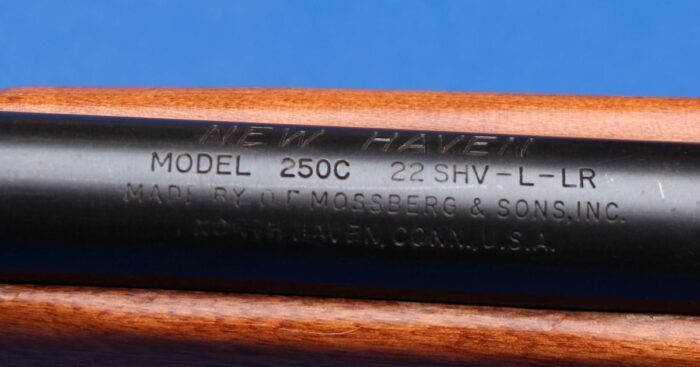 NEW HAVEN
MODEL 250C 22 SHV-L-LR
MADE BY O.F. MOSSBERG & SONS, INC.
NORTH HAVEN, CONN., U.S.A.